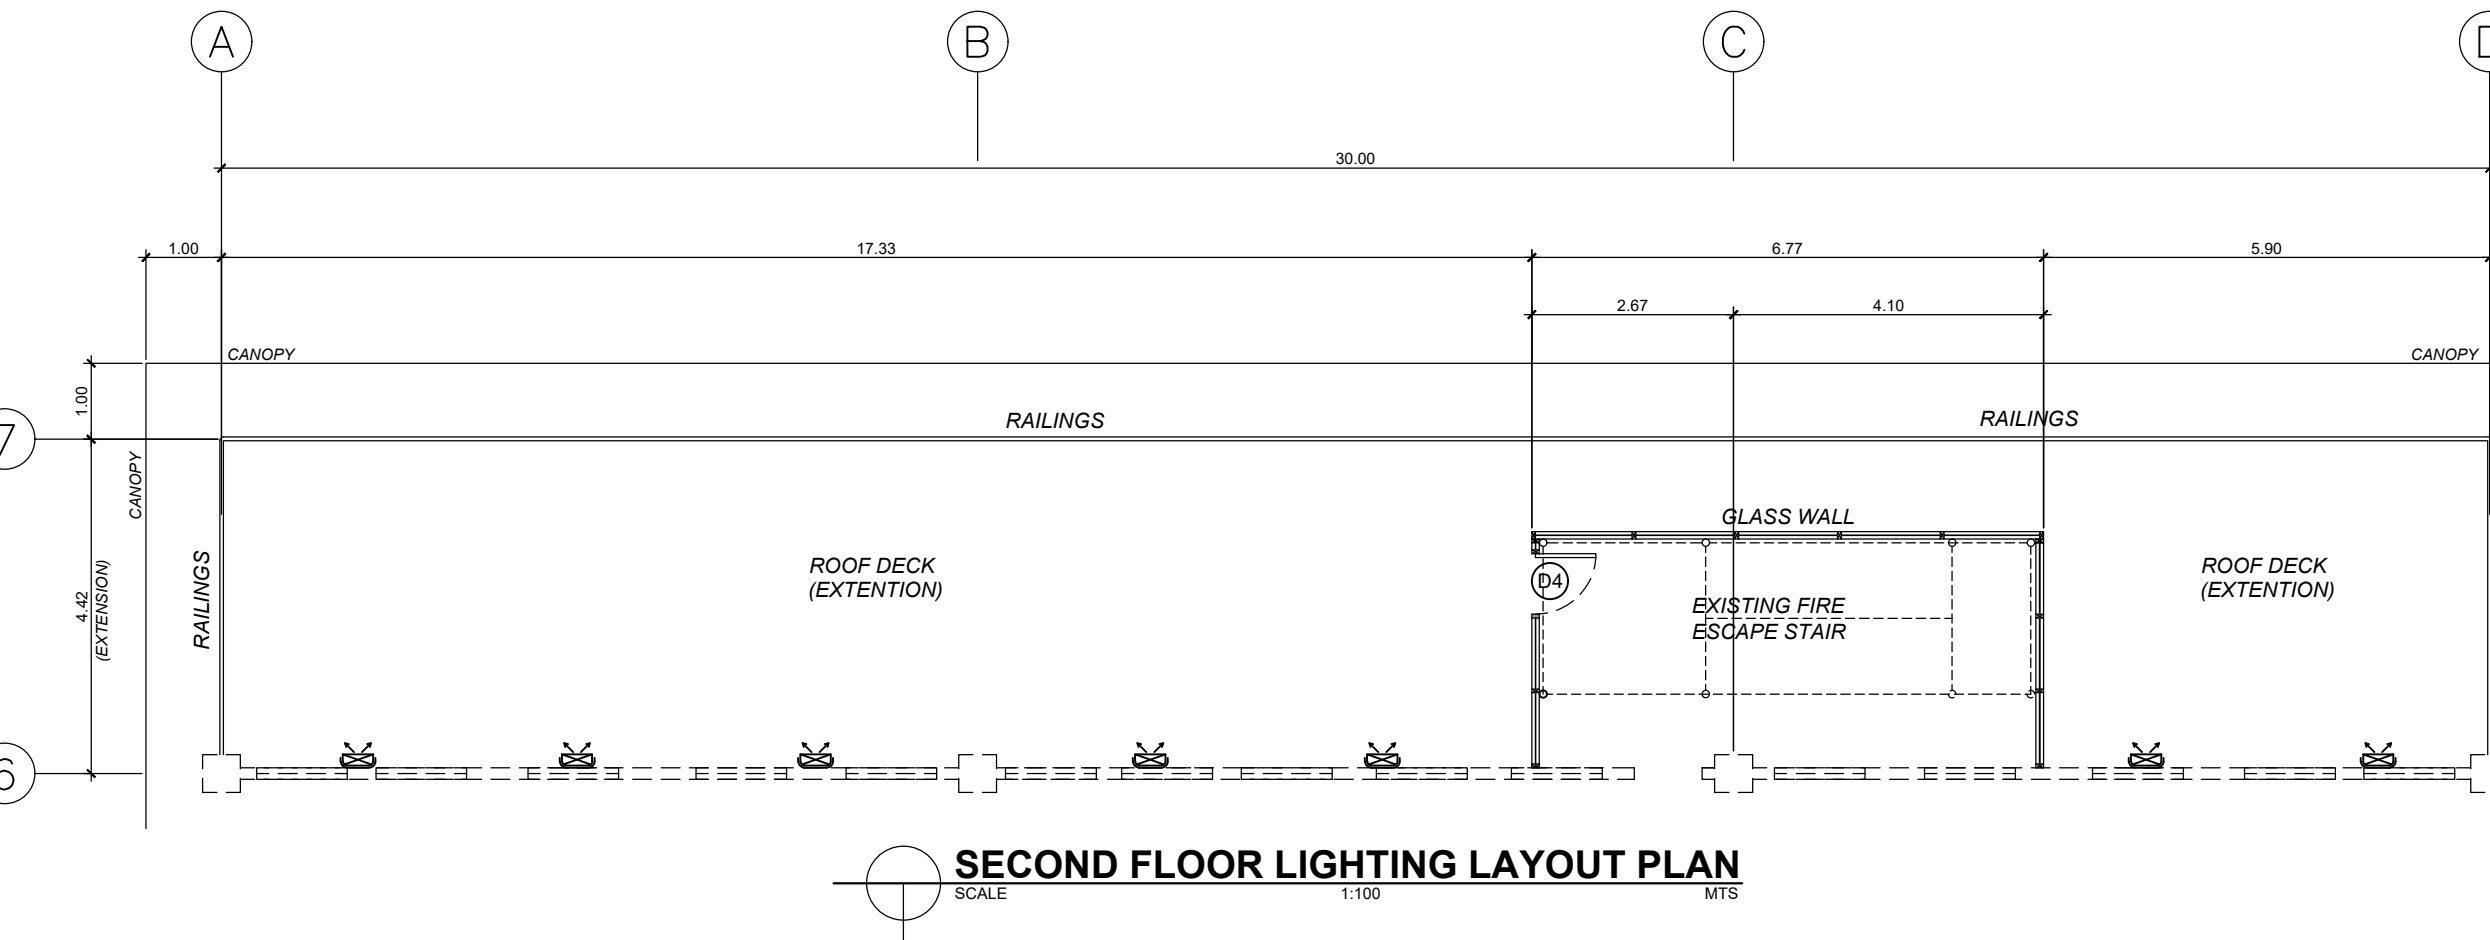 A
B
C
D
30.00
1.00
17.33
6.77
5.90
2.67
4.10
CANOPY
CANOPY
1.00
7
RAILINGS
RAILINGS
CANOPY
GLASS WALL
4.42
(EXTENSION)
RAILINGS
ROOF DECK
(EXTENTION)
D4
EXISTING FIRE
ESCAPE STAIR
ROOF DECK
(EXTENTION)
6
SECOND FLOOR LIGHTING LAYOUT PLAN
SCALE 1:100 MTS